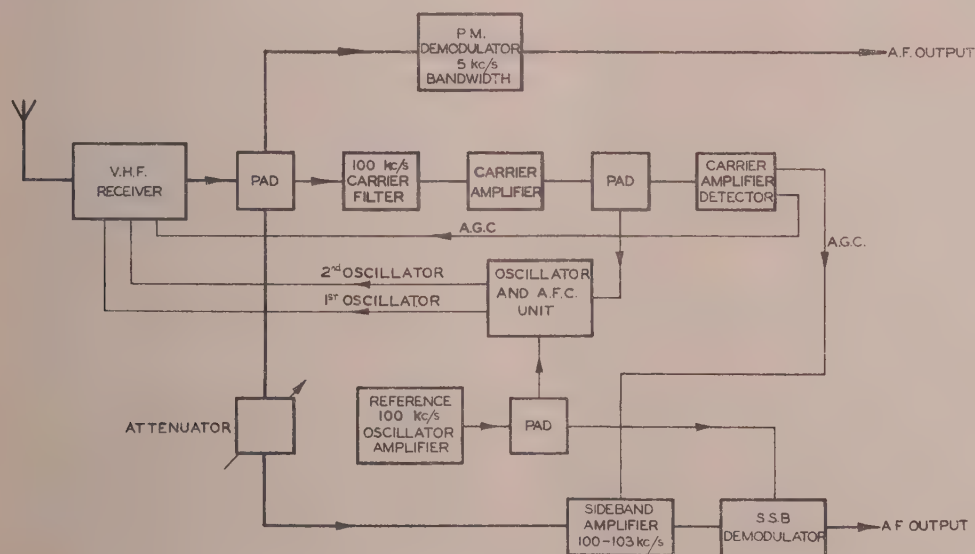 P.M.
DEMODULATOR
5 kc/s
BANDWIDTH
A.F. OUTPUT
V.H.F.
RECEIVER
PAD
100 kc/s
CARRIER
FILTER
CARRIER
AMPLIFIER
PAD
CARRIER
AMPLIFIER
DETECTOR
A.G.C
A.G.C.
2nd OSCILLATOR
1ST OSCILLATOR
OSCILLATOR
AND A.F.C.
UNIT
ATTENUATOR
REFERENCE
100 kc/s
OSCILLATOR
AMPLIFIER
PAD
SIDEBAND
AMPLIFIER
100-103 kc/s
S.S.B
DEMODULATOR
A F OUTPUT